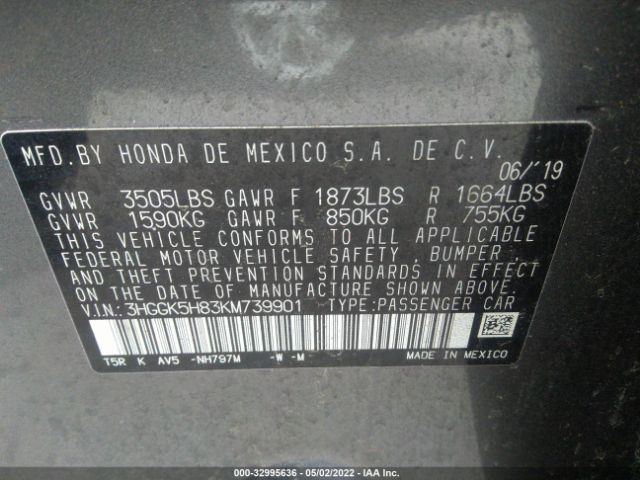 MFD.BY HONDA DE MEXICO S.A. DE C.V.
06/'19
GVWR 3505LBS GAWR F 1873LBS R 1664LBS
GVWR 1590KG GAWR F 850KG R 755KG
THIS VEHICLE CONFORMS TO ALL APPLICABLE
FEDERAL MOTOR VEHICLE SAFETY, BUMPER,
AND THEFT PREVENTION STANDARDS IN EFFECT
ON THE DATE OF MANUFACTURE SHOWN ABOVE.
V.I.N.:3HGGK5H83KM739901 TYPE:PASSENGER CAR
T5R K AV5 -NH797M -W -M MADE IN MEXICO
000-32995636 - 05/02/2022 - IAA Inc.